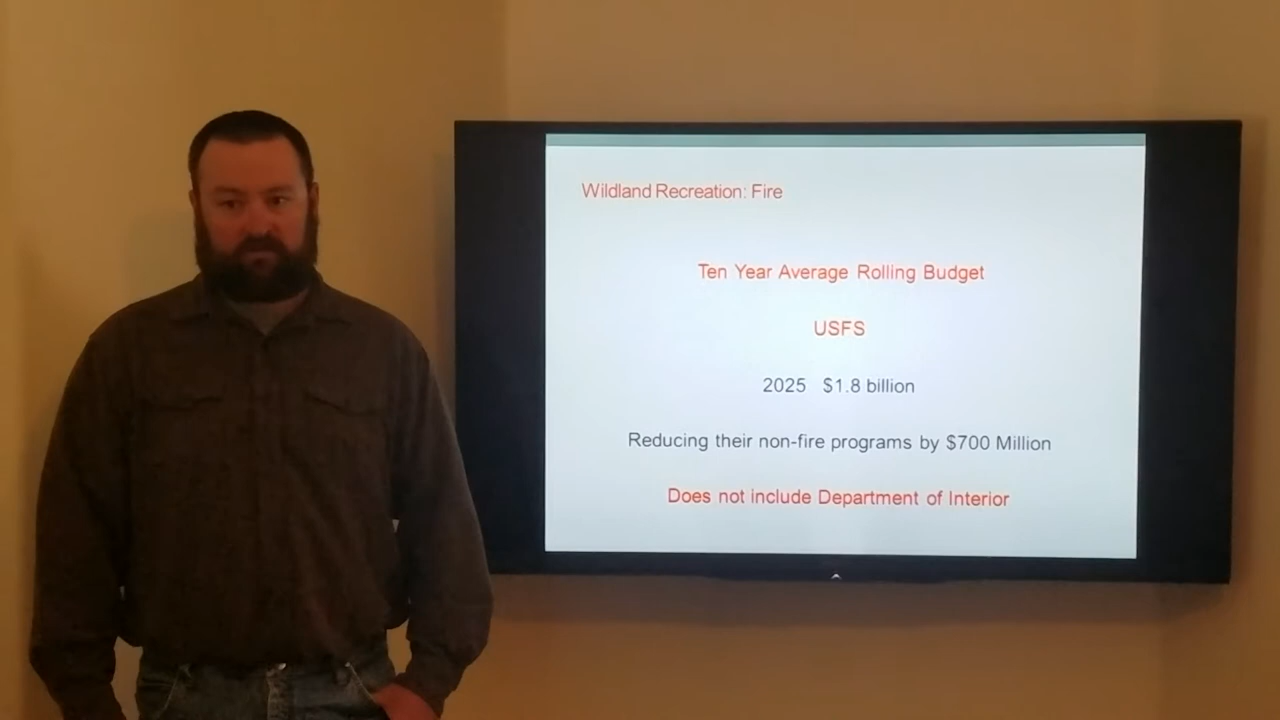 Wildland Recreation: Fire
Ten Year Average Rolling Budget
USFS
2025 $1.8 billion
Reducing their non-fire programs by $700 Million
Does not include Department of Interior